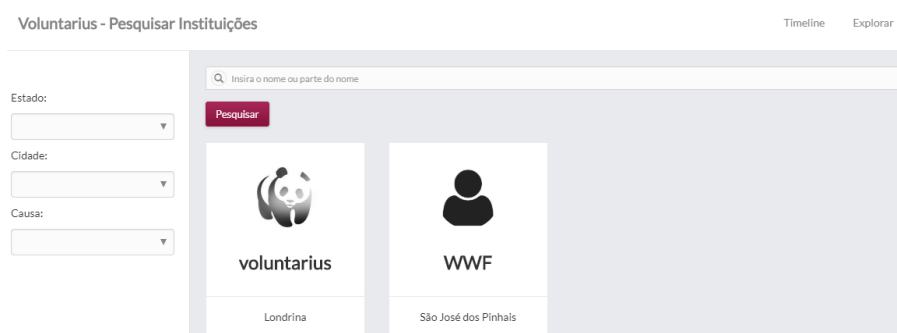 Voluntarius - Pesquisar Instituições
Timeline
Explorar
Estado:
Cidade:
Causa:
Insira o nome ou parte do nome
Pesquisar
voluntarius
Londrina
WWF
São José dos Pinhais